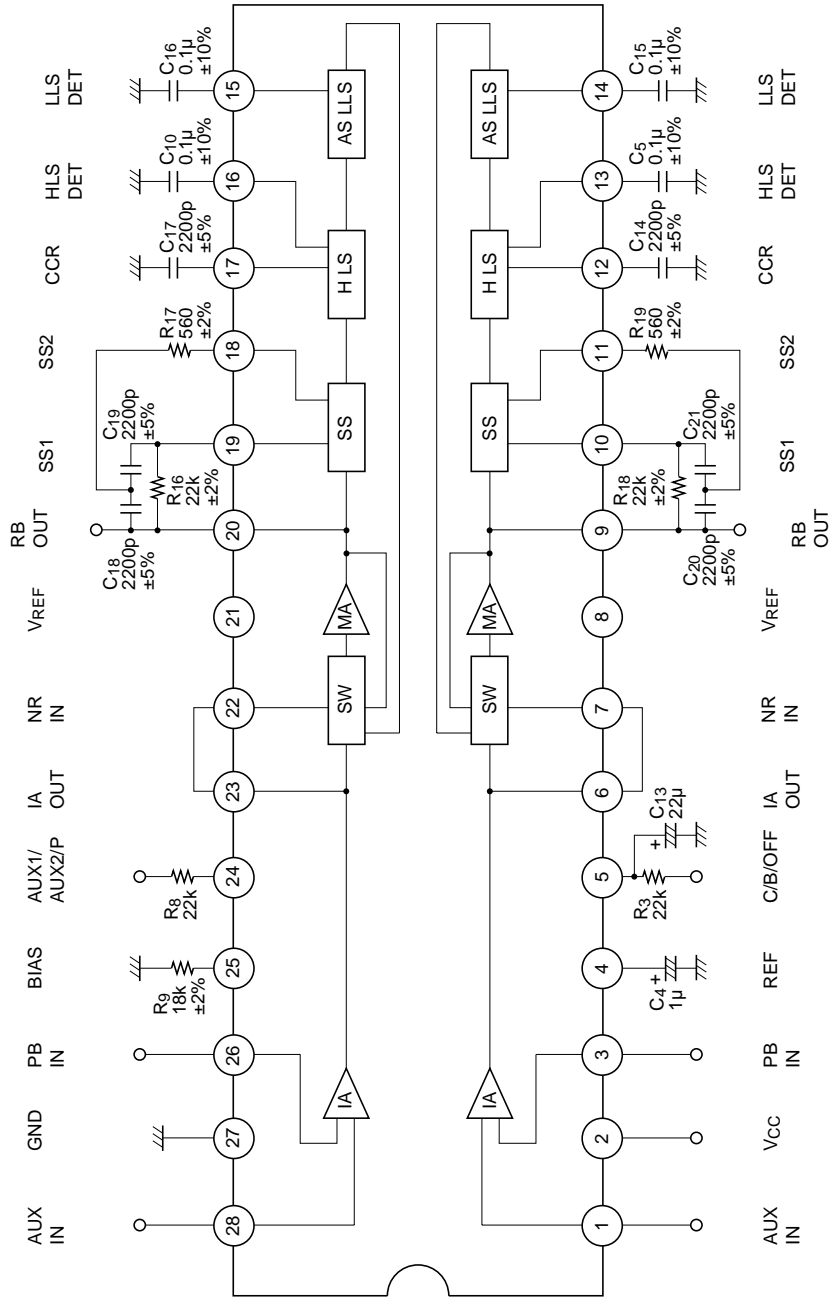 AUX
IN
GND
PB
IN
BIAS
AUX1/
AUX2/P
IA
OUT
NR
IN
VREF
RB
OUT
SS1
SS2
CCR
HLS
DET
LLS
DET
R9
18k
±2%
R8
22k
C18
2200p
±5%
R16
22k
±2%
C19
2200p
±5%
R17
560
±2%
C17
2200p
±5%
C10
0.1µ
±10%
C16
0.1µ
±10%
28
27
26
25
24
23
22
21
20
19
18
17
16
15
IA
SW
MA
SS
H LS
AS LLS
IA
SW
MA
SS
H LS
AS LLS
1
2
3
4
5
6
7
8
9
10
11
12
13
14
C4
+
1µ
R3
22k
+
C13
22µ
C20
2200p
±5%
R18
22k
±2%
C21
2200p
±5%
R19
560
±2%
C14
2200p
±5%
C5
0.1µ
±10%
C15
0.1µ
±10%
AUX
IN
VCC
PB
IN
REF
C/B/OFF
IA
OUT
NR
IN
VREF
RB
OUT
SS1
SS2
CCR
HLS
DET
LLS
DET